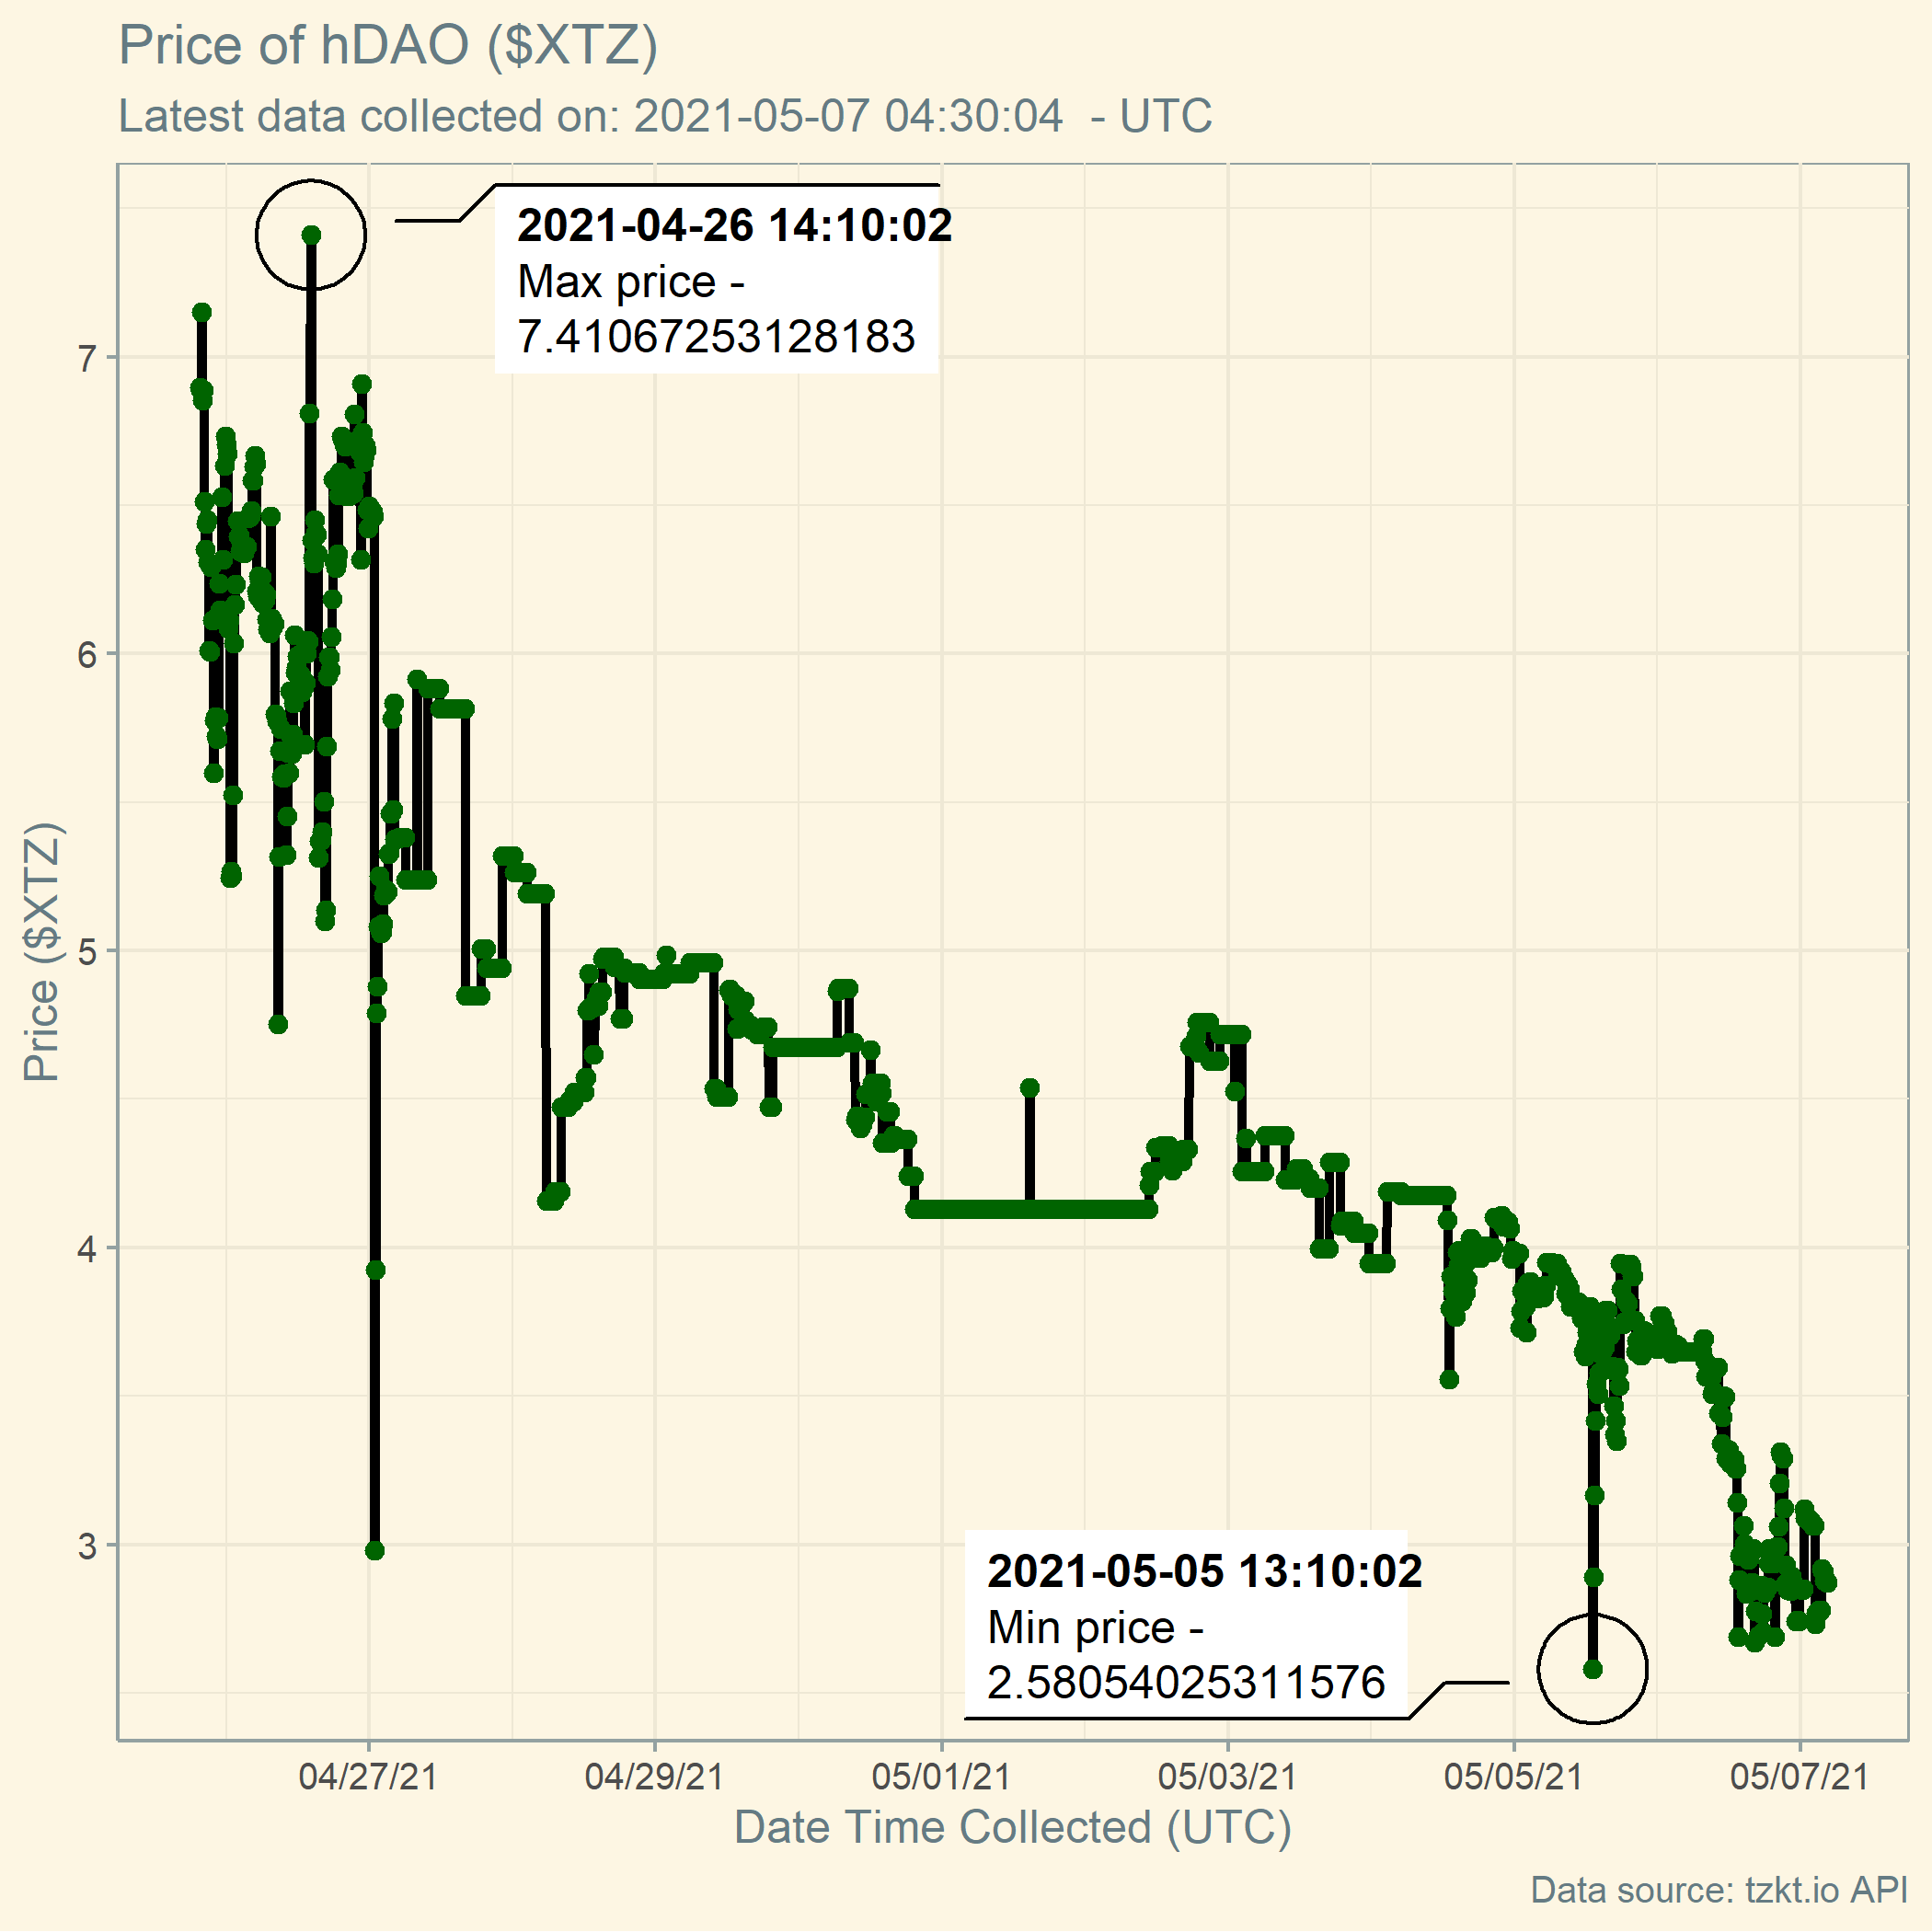 Price of hDAO ($XTZ)
Latest data collected on: 2021-05-07 04:30:04  - UTC
2021-04-26 14:10:02
Max price -
7.41067253128183
7
6
5
4
3
Price ($XTZ)
2021-05-05 13:10:02
Min price -
2.58054025311576
04/27/21
04/29/21
05/01/21
05/03/21
05/05/21
05/07/21
Date Time Collected (UTC)
Data source: tzkt.io API